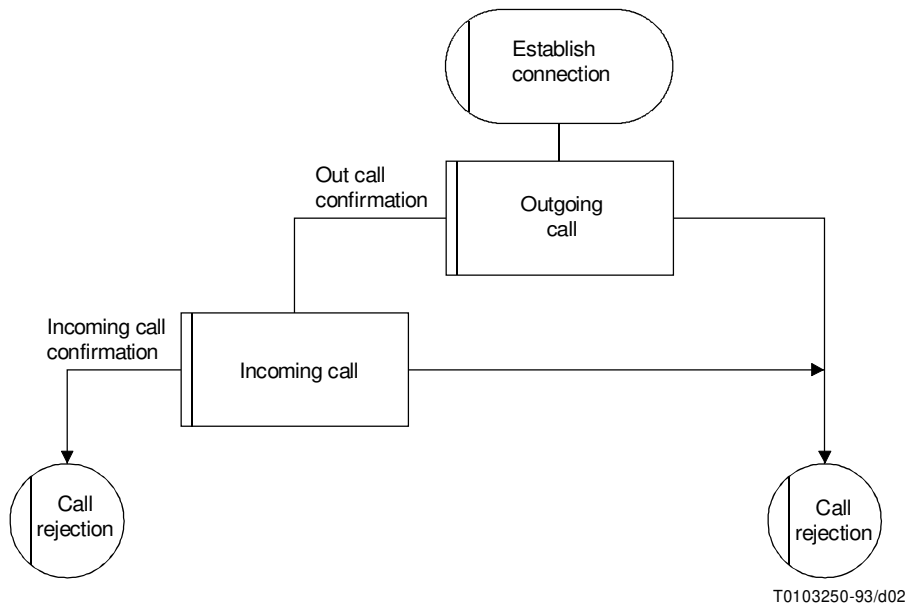 Establish
connection
Out call
confirmation
Outgoing
call
Incoming call
confirmation
Incoming call
Call
rejection
Call
rejection
T0103250-93/d02